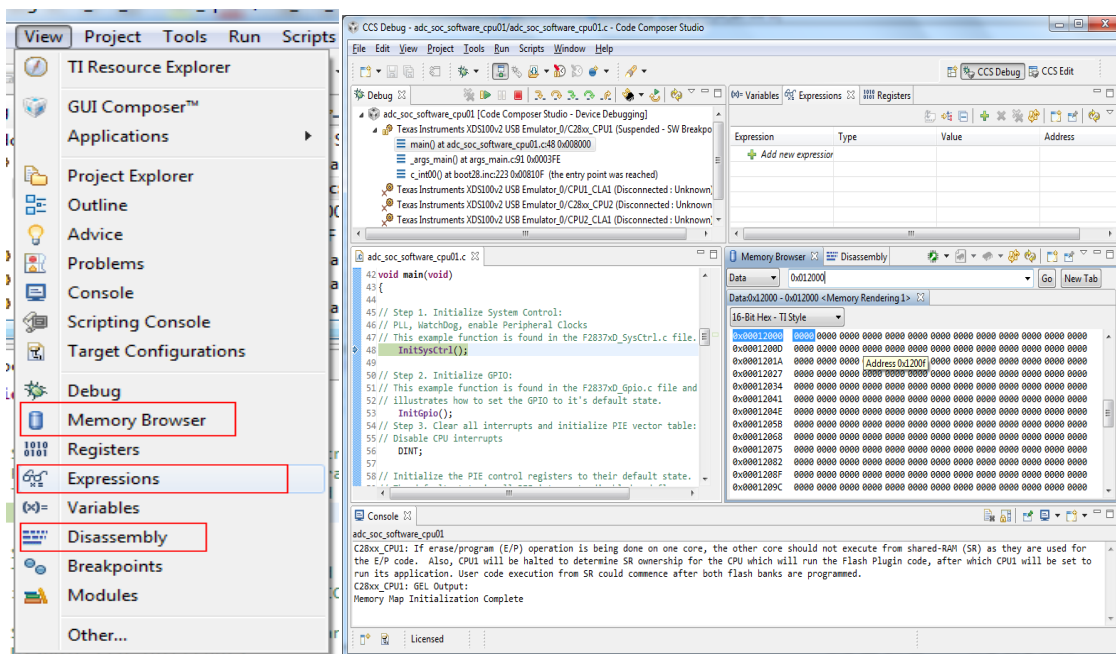 View Project Tools Run Scripts
TI Resource Explorer
GUI Composer™
Applications
Project Explorer
Outline
Advice
Problems
Console
Scripting Console
Target Configurations
Debug
Memory Browser
1010
0101
Registers
Expressions
(x)= Variables
Disassembly
Breakpoints
Modules
Other...
CCS Debug - adc_soc_software_cpu01/adc_soc_software_cpu01.c - Code Composer Studio
File Edit View Project Tools Run Scripts Window Help
CCS Debug CCS Edit
Debug
adc_soc_software_cpu01 [Code Composer Studio - Device Debugging]
Texas Instruments XDS100v2 USB Emulator_0/C28xx_CPU1 (Suspended - SW Breakpo
main() at adc_soc_software_cpu01.c:48 0x008000
_args_main() at args_main.c:91 0x0003FE
c_int00() at boot28.inc:223 0x00810F (the entry point was reached)
Texas Instruments XDS100v2 USB Emulator_0/CPU1_CLA1 (Disconnected : Unknown)
Texas Instruments XDS100v2 USB Emulator_0/C28xx_CPU2 (Disconnected : Unknown
Texas Instruments XDS100v2 USB Emulator_0/CPU2_CLA1 (Disconnected : Unknown)
(x)= Variables Expressions Registers
Expression Type Value Address
Add new expression
adc_soc_software_cpu01.c
42 void main(void)
43 {
44
45 // Step 1. Initialize System Control:
46 // PLL, WatchDog, enable Peripheral Clocks
47 // This example function is found in the F2837xD_SysCtrl.c file.
48 InitSysCtrl();
49
50 // Step 2. Initialize GPIO:
51 // This example function is found in the F2837xD_Gpio.c file and
52 // illustrates how to set the GPIO to it's default state.
53 InitGpio();
54 // Step 3. Clear all interrupts and initialize PIE vector table:
55 // Disable CPU interrupts
56 DINT;
57
58 // Initialize the PIE control registers to their default state.
Memory Browser Disassembly
Data 0x012000 Go New Tab
Data:0x12000 - 0x012000 <Memory Rendering 1>
16-Bit Hex - TI Style
0x00012000 0000 0000 0000 0000 0000 0000 0000 0000 0000 0000 0000 0000 0000
0x0001200D 0000 0000 0000 0000 0000 0000 0000 0000 0000 0000 0000 0000 0000
0x0001201A 0000 0000 0000 Address 0x1200f 0000 0000 0000 0000 0000 0000
0x00012027 0000 0000 0000 0000 0000 0000 0000 0000 0000 0000 0000 0000 0000
0x00012034 0000 0000 0000 0000 0000 0000 0000 0000 0000 0000 0000 0000 0000
0x00012041 0000 0000 0000 0000 0000 0000 0000 0000 0000 0000 0000 0000 0000
0x0001204E 0000 0000 0000 0000 0000 0000 0000 0000 0000 0000 0000 0000 0000
0x0001205B 0000 0000 0000 0000 0000 0000 0000 0000 0000 0000 0000 0000 0000
0x00012068 0000 0000 0000 0000 0000 0000 0000 0000 0000 0000 0000 0000 0000
0x00012075 0000 0000 0000 0000 0000 0000 0000 0000 0000 0000 0000 0000 0000
0x00012082 0000 0000 0000 0000 0000 0000 0000 0000 0000 0000 0000 0000 0000
0x0001208F 0000 0000 0000 0000 0000 0000 0000 0000 0000 0000 0000 0000 0000
0x0001209C 0000 0000 0000 0000 0000 0000 0000 0000 0000 0000 0000 0000 0000
Console
adc_soc_software_cpu01
C28xx_CPU1: If erase/program (E/P) operation is being done on one core, the other core should not execute from shared-RAM (SR) as they are used for
the E/P code. Also, CPU1 will be halted to determine SR ownership for the CPU which will run the Flash Plugin code, after which CPU1 will be set to
run its application. User code execution from SR could commence after both flash banks are programmed.
C28xx_CPU1: GEL Output:
Memory Map Initialization Complete
Licensed